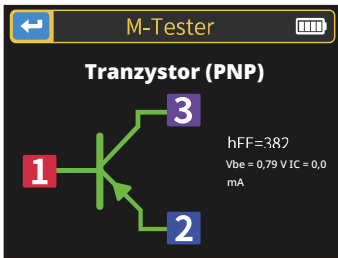 M-Tester
Tranzystor (PNP)
3
hFE=382
Vbe = 0,79 V IC = 0,0
mA
1
2